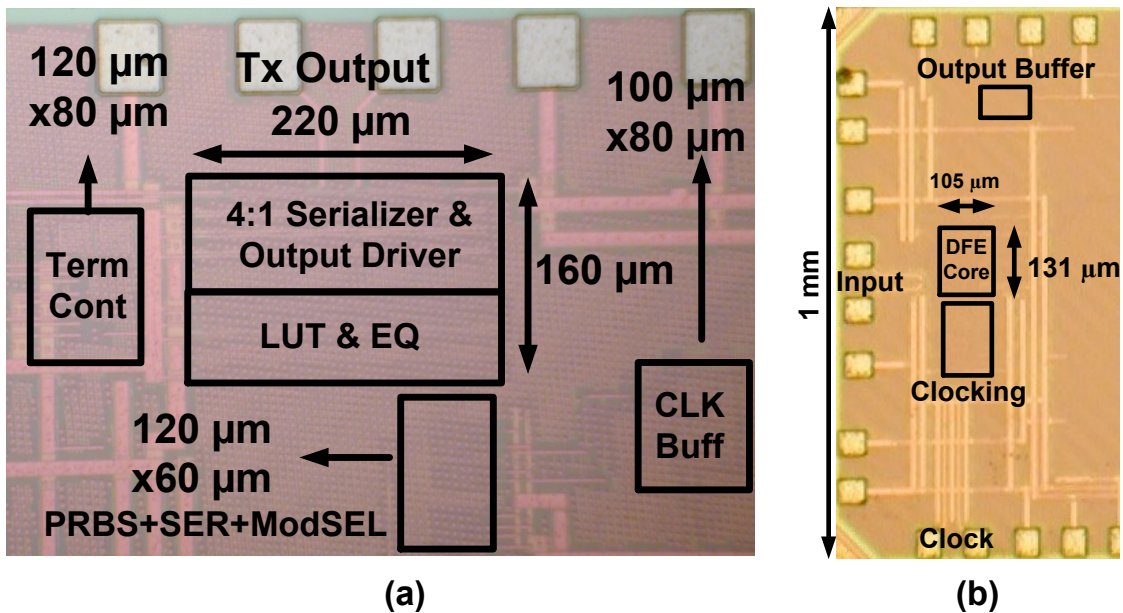 120 µm
x80 µm
Tx Output
220 µm
100 µm
x80 µm
4:1 Serializer &
Output Driver
160 µm
Term
Cont
LUT & EQ
CLK
Buff
120 µm
x60 µm
PRBS+SER+ModSEL
(a)
1 mm
Output Buffer
105 µm
DFE
Core
131 µm
Input
Clocking
Clock
(b)